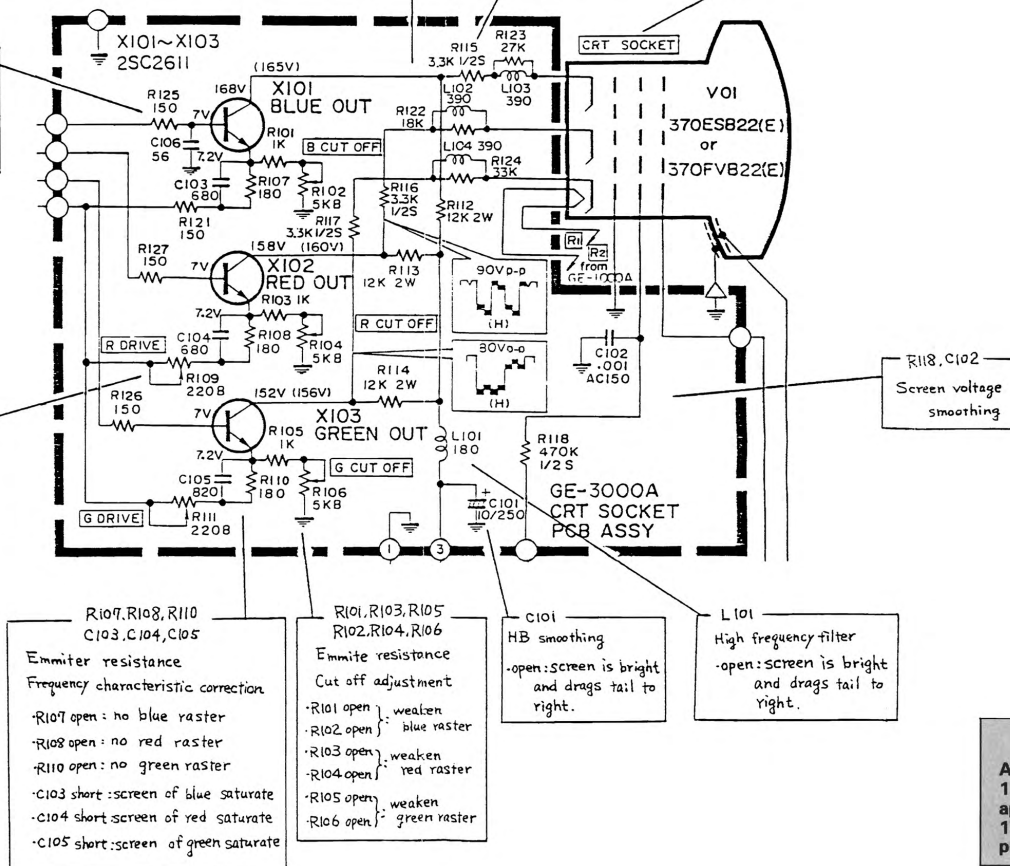 X101~X103
2SC2611
CRT SOCKET
R123
27K
R115
3.3K 1/2S
(165V)
168V
X101
BLUE OUT
L102
390
L103
390
R125
150
7V
R122
18K
V01
370ESB22(E)
or
370FVB22(E)
C106
56
7.2V
R101
1K
B CUT OFF
L104 390
R124
33K
C103
680
R107
180
R102
5KB
R116
3.3K
1/2S
R112
12K 2W
R121
150
R117
3.3K 1/2S
R127
150
7V
158V
(160V)
X102
RED OUT
R113
12K 2W
R1
R2
from
GE-1000A
90Vp-p
(H)
7.2V
R103 1K
R CUT OFF
C104
680
R108
180
R104
5KB
R DRIVE
R109
220B
80Vp-p
(H)
C102
.001
AC150
R118, C102
Screen voltage
smoothing
R126
150
7V
152V (156V)
R114
12K 2W
X103
GREEN OUT
R105
1K
7.2V
G CUT OFF
L101
180
R118
470K
1/2 S
C105
820
R110
180
R106
5KB
G DRIVE
R111
220B
+
C101
10/250
GE-3000A
CRT SOCKET
PCB ASSY
1
3
R107, R108, R110
C103, C104, C105
Emmiter resistance
Frequency characteristic correction
·R107 open : no blue raster
·R108 open : no red raster
·R110 open : no green raster
·C103 short : screen of blue saturate
·C104 short : screen of red saturate
·C105 short : screen of green saturate
R101, R103, R105
R102, R104, R106
Emmite resistance
Cut off adjustment
·R101 open
·R102 open
: weaken
blue raster
·R103 open
·R104 open
: weaken
red raster
·R105 open
·R106 open
: weaken
green raster
C101
HB smoothing
·open : screen is bright
and drags tail to
right.
L101
High frequency filter
·open : screen is bright
and drags tail to
right.
A
1
a
1
p